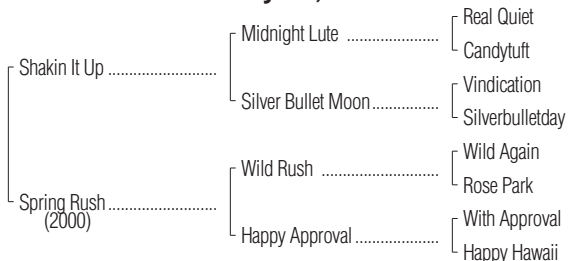 Real Quiet
Midnight Lute ....................
Candytuft
Shakin It Up ........................
Vindication
Silver Bullet Moon...............
Silverbulletday
Wild Again
Wild Rush ..........................
Rose Park
Spring Rush ........................
(2000)
With Approval
Happy Approval ..................
Happy Hawaii